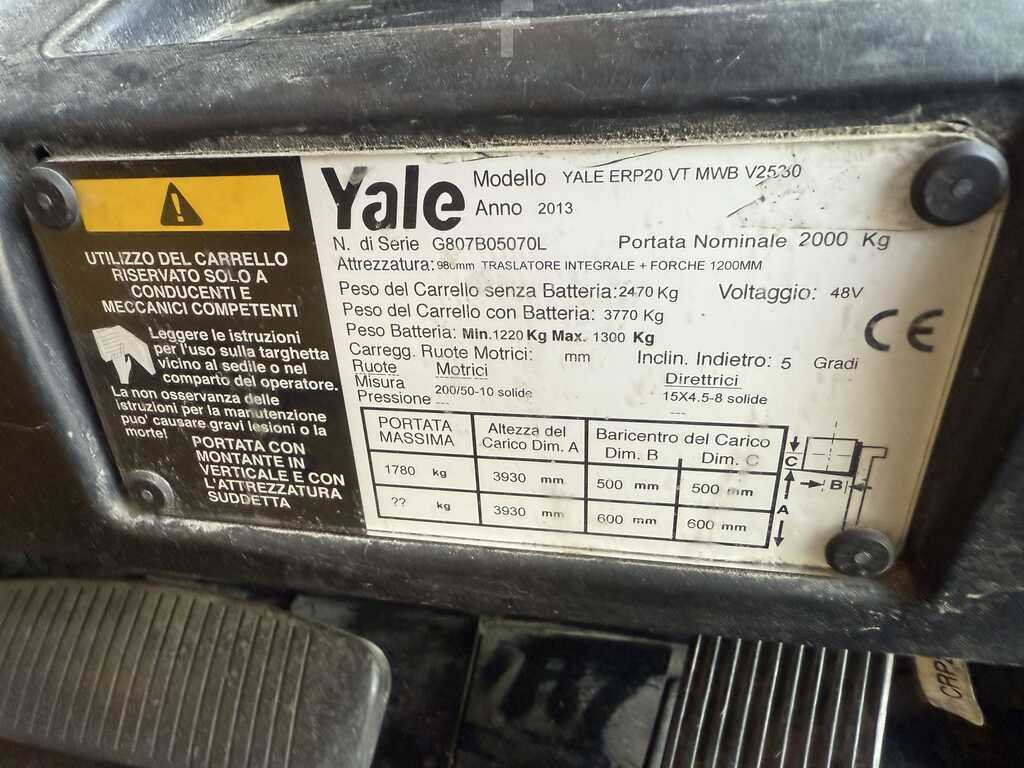 UTILIZZO DEL CARRELLO
RISERVATO SOLO A
CONDUCENTI E
MECCANICI COMPETENTI
Leggere le istruzioni
per l'uso sulla targhetta
vicino al sedile o nel
comparto del operatore.
La non osservanza delle
istruzioni per la manutenzione
puo' causare gravi lesioni o la
morte!
PORTATA CON
MONTANTE IN
VERTICALE E CON
L'ATTREZZATURA
SUDDETTA
Yale
Modello YALE ERP20 VT MWB V2530
Anno 2013
N. di Serie G807B05070L Portata Nominale 2000 Kg
Attrezzatura: 980mm TRASLATORE INTEGRALE + FORCHE 1200MM
Peso del Carrello senza Batteria: 2470 Kg Voltaggio: 48V
Peso del Carrello con Batteria: 3770 Kg
Peso Batteria: Min. 1220 Kg Max. 1300 Kg
CE
Carregg. Ruote Motrici: mm Inclin. Indietro: 5 Gradi
Ruote Motrici Direttrici
Misura 200/50-10 solide 15X4.5-8 solide
Pressione --- ---
PORTATA MASSIMA Altezza del Carico Dim. A Baricentro del Carico Dim. B Dim. C
1780 kg 3930 mm 500 mm 500 mm
?? kg 3930 mm 600 mm 600 mm
C
B
A